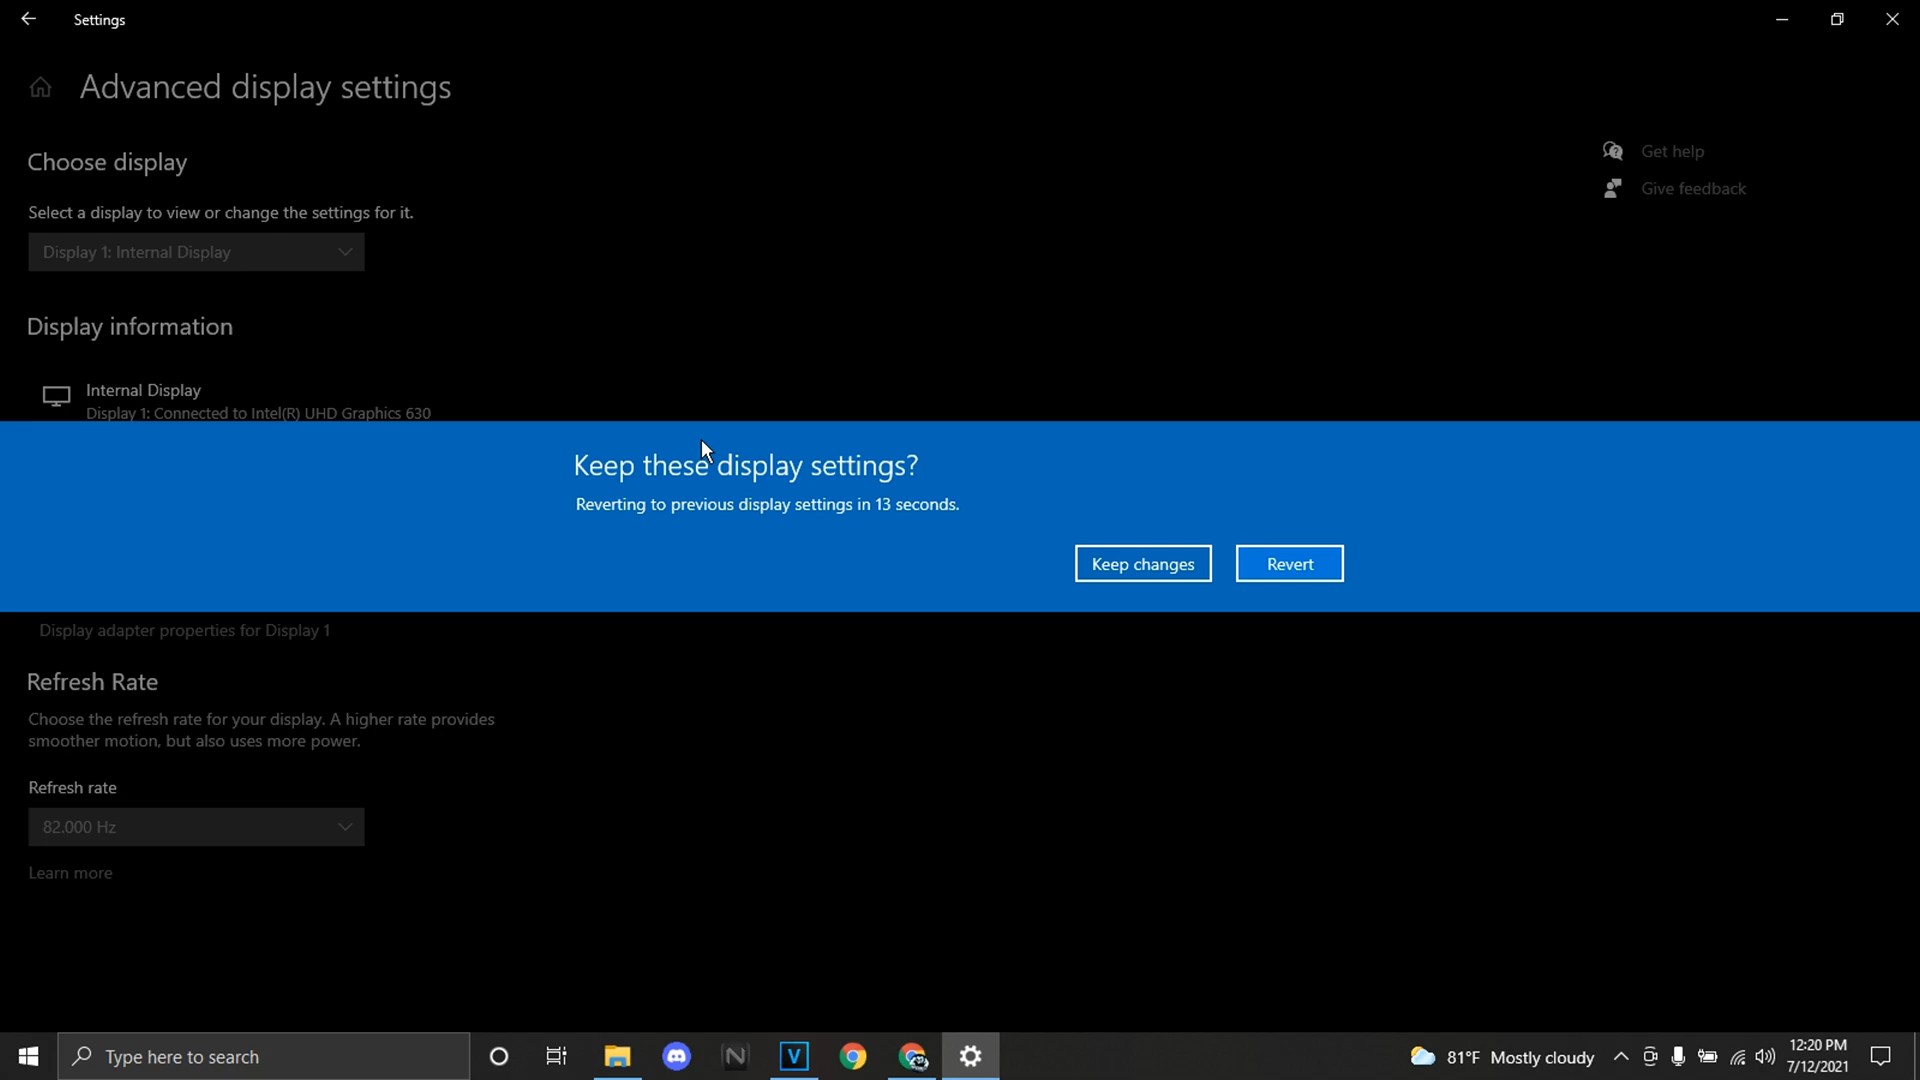 Settings
Advanced display settings
Choose display
Get help
Give feedback
Select a display to view or change the settings for it.
Display 1: Internal Display
Display information
Internal Display
Display 1: Connected to Intel(R) UHD Graphics 630
Keep these display settings?
Reverting to previous display settings in 13 seconds.
Keep changes
Revert
Display adapter properties for Display 1
Refresh Rate
Choose the refresh rate for your display. A higher rate provides
smoother motion, but also uses more power.
Refresh rate
82.000 Hz
Learn more
Type here to search
N
V
81°F Mostly cloudy
12:20 PM
7/12/2021